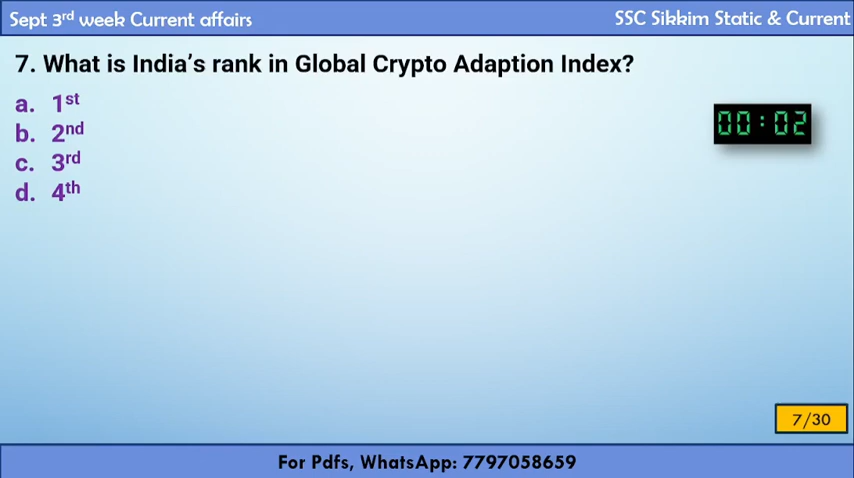 Sept 3rd week Current affairs
SSC Sikkim Static & Current
7. What is India's rank in Global Crypto Adaption Index?
a. 1st
b. 2nd
c. 3rd
d. 4th
00:02
7/30
For Pdfs, WhatsApp: 7797058659